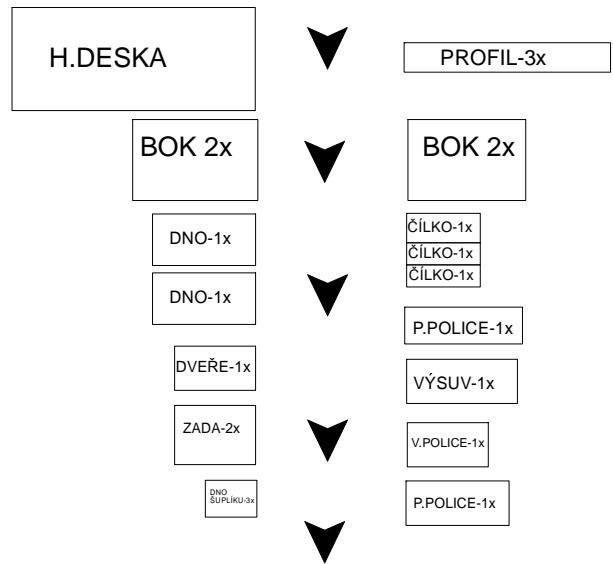 H.DESKA
PROFIL-3x
BOK 2x
BOK 2x
DNO-1x
ČÍLKO-1x
ČÍLKO-1x
ČÍLKO-1x
DNO-1x
P.POLICE-1x
DVEŘE-1x
VÝSUV-1x
ZADA-2x
V.POLICE-1x
DNO
ŠUPLÍKU-3x
P.POLICE-1x